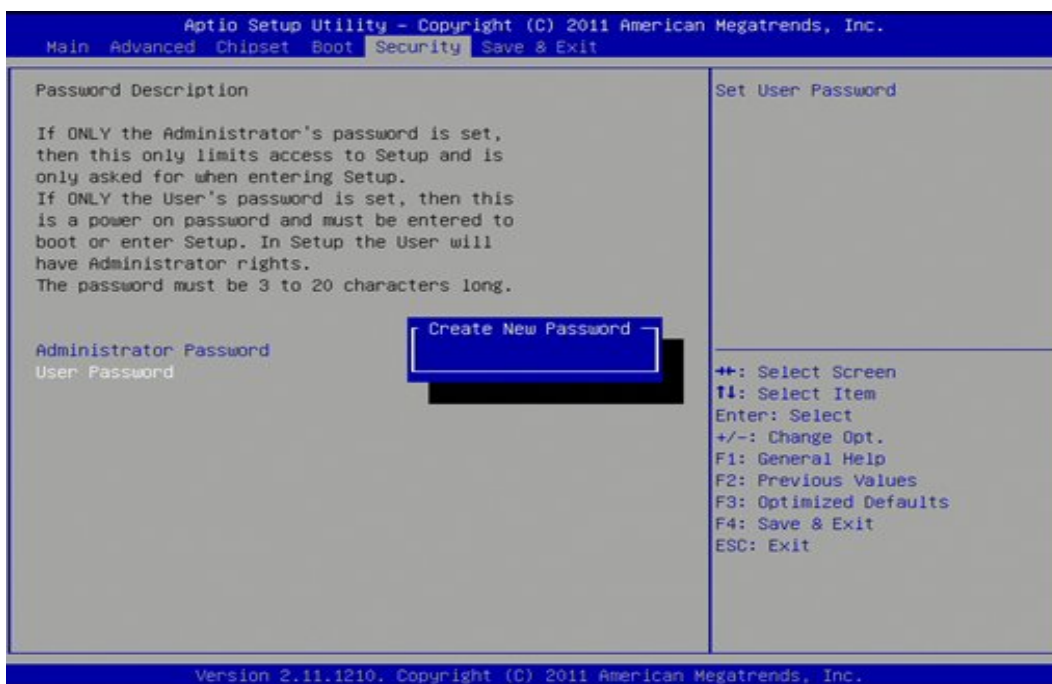 Aptio Setup Utility – Copyright (C) 2011 American Megatrends, Inc.
Main Advanced Chipset Boot Security Save & Exit
Password Description
If ONLY the Administrator's password is set,
then this only limits access to Setup and is
only asked for when entering Setup.
If ONLY the User's password is set, then this
is a power on password and must be entered to
boot or enter Setup. In Setup the User will
have Administrator rights.
The password must be 3 to 20 characters long.
Administrator Password
User Password
Create New Password
Set User Password
→←: Select Screen
↑↓: Select Item
Enter: Select
+/-: Change Opt.
F1: General Help
F2: Previous Values
F3: Optimized Defaults
F4: Save & Exit
ESC: Exit
Version 2.11.1210. Copyright (C) 2011 American Megatrends, Inc.